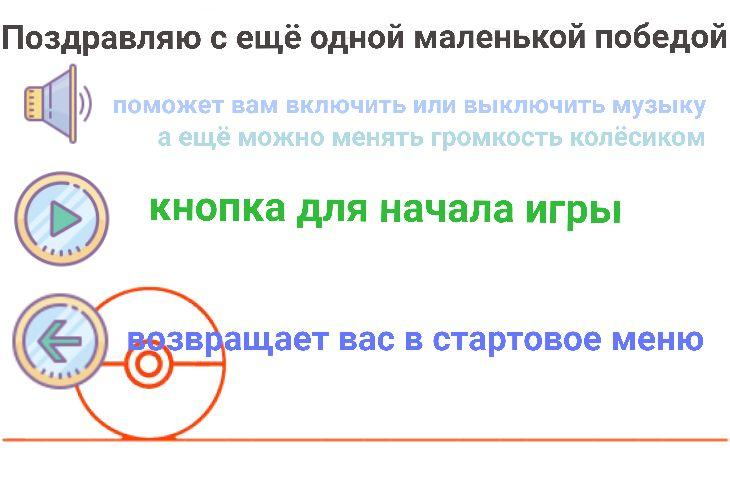 Поздравляю с ещё одной маленькой победой
поможет вам включить или выключить музыку
а ещё можно менять громкость колёсиком
кнопка для начала игры
возвращает вас в стартовое меню